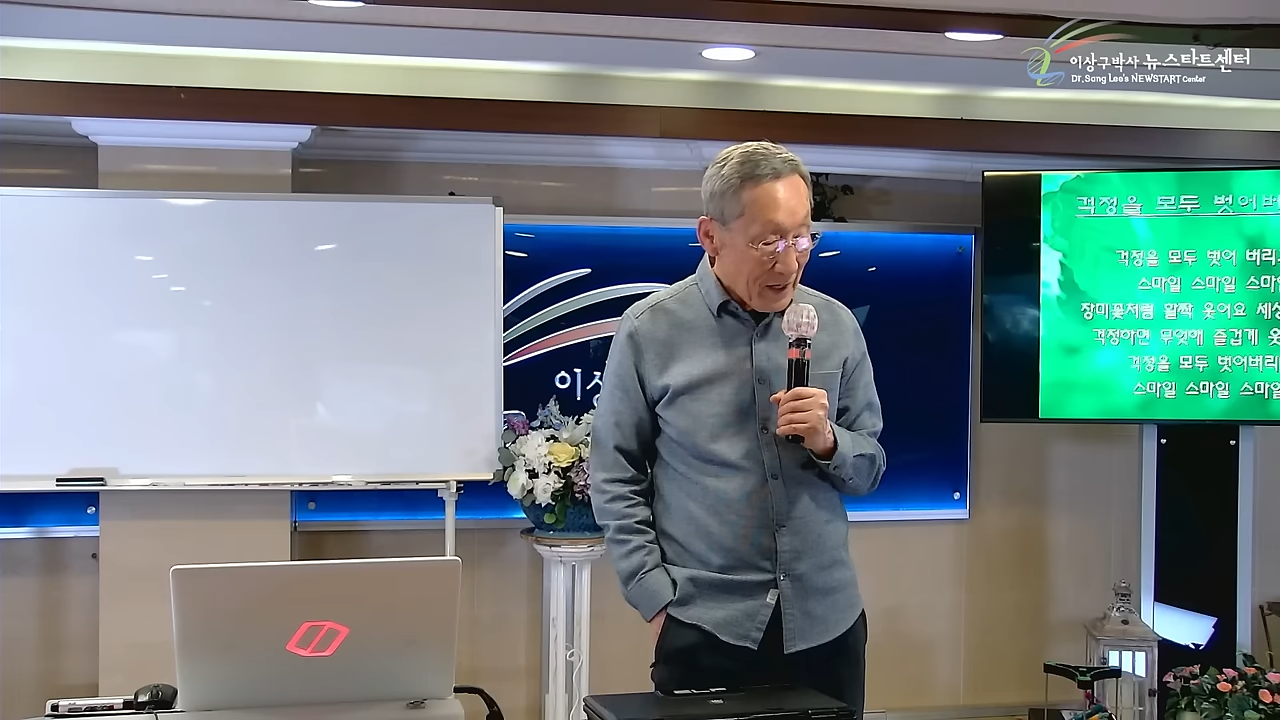 이상구박사 뉴스타트센터
Dr. Sang Lee's NEWSTART Center
걱정을 모두 벗어버
걱정을 모두 벗어 버리
스마일 스마일 스마일
장미꽃처럼 활짝 웃어요 세상
걱정하면 무엇해 즐겁게 웃
걱정을 모두 벗어버리
스마일 스마일 스마일
이상